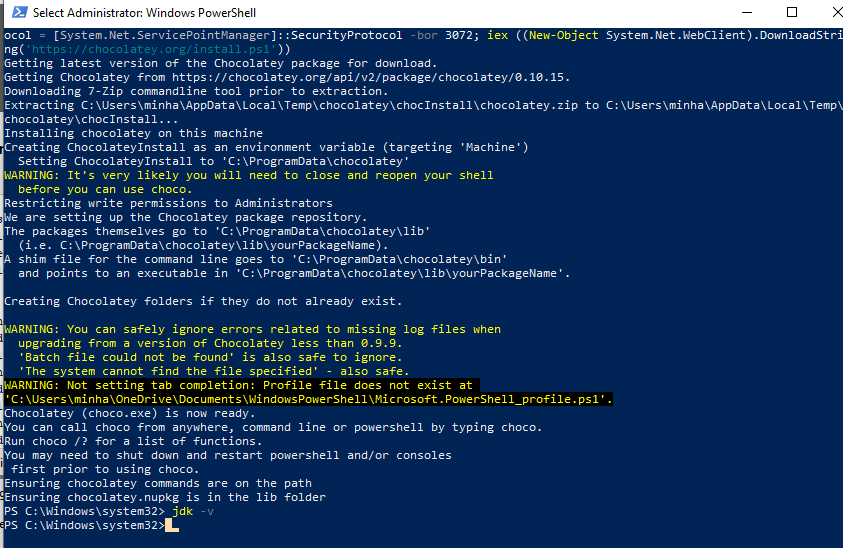 Select Administrator: Windows PowerShell
ocol = [System.Net.ServicePointManager]::SecurityProtocol -bor 3072; iex ((New-Object System.Net.WebClient).DownloadStri
ng('https://chocolatey.org/install.ps1'))
Getting latest version of the Chocolatey package for download.
Getting Chocolatey from https://chocolatey.org/api/v2/package/chocolatey/0.10.15.
Downloading 7-Zip commandline tool prior to extraction.
Extracting C:\Users\minha\AppData\Local\Temp\chocolatey\chocInstall\chocolatey.zip to C:\Users\minha\AppData\Local\Temp\
chocolatey\chocInstall...
Installing chocolatey on this machine
Creating ChocolateyInstall as an environment variable (targeting 'Machine')
  Setting ChocolateyInstall to 'C:\ProgramData\chocolatey'
WARNING: It's very likely you will need to close and reopen your shell
  before you can use choco.
Restricting write permissions to Administrators
We are setting up the Chocolatey package repository.
The packages themselves go to 'C:\ProgramData\chocolatey\lib'
  (i.e. C:\ProgramData\chocolatey\lib\yourPackageName).
A shim file for the command line goes to 'C:\ProgramData\chocolatey\bin'
  and points to an executable in 'C:\ProgramData\chocolatey\lib\yourPackageName'.
Creating Chocolatey folders if they do not already exist.
WARNING: You can safely ignore errors related to missing log files when
  upgrading from a version of Chocolatey less than 0.9.9.
  'Batch file could not be found' is also safe to ignore.
  'The system cannot find the file specified' - also safe.
WARNING: Not setting tab completion: Profile file does not exist at
'C:\Users\minha\OneDrive\Documents\WindowsPowerShell\Microsoft.PowerShell_profile.ps1'.
Chocolatey (choco.exe) is now ready.
You can call choco from anywhere, command line or powershell by typing choco.
Run choco /? for a list of functions.
You may need to shut down and restart powershell and/or consoles
 first prior to using choco.
Ensuring chocolatey commands are on the path
Ensuring chocolatey.nupkg is in the lib folder
PS C:\Windows\system32> jdk -v
PS C:\Windows\system32>